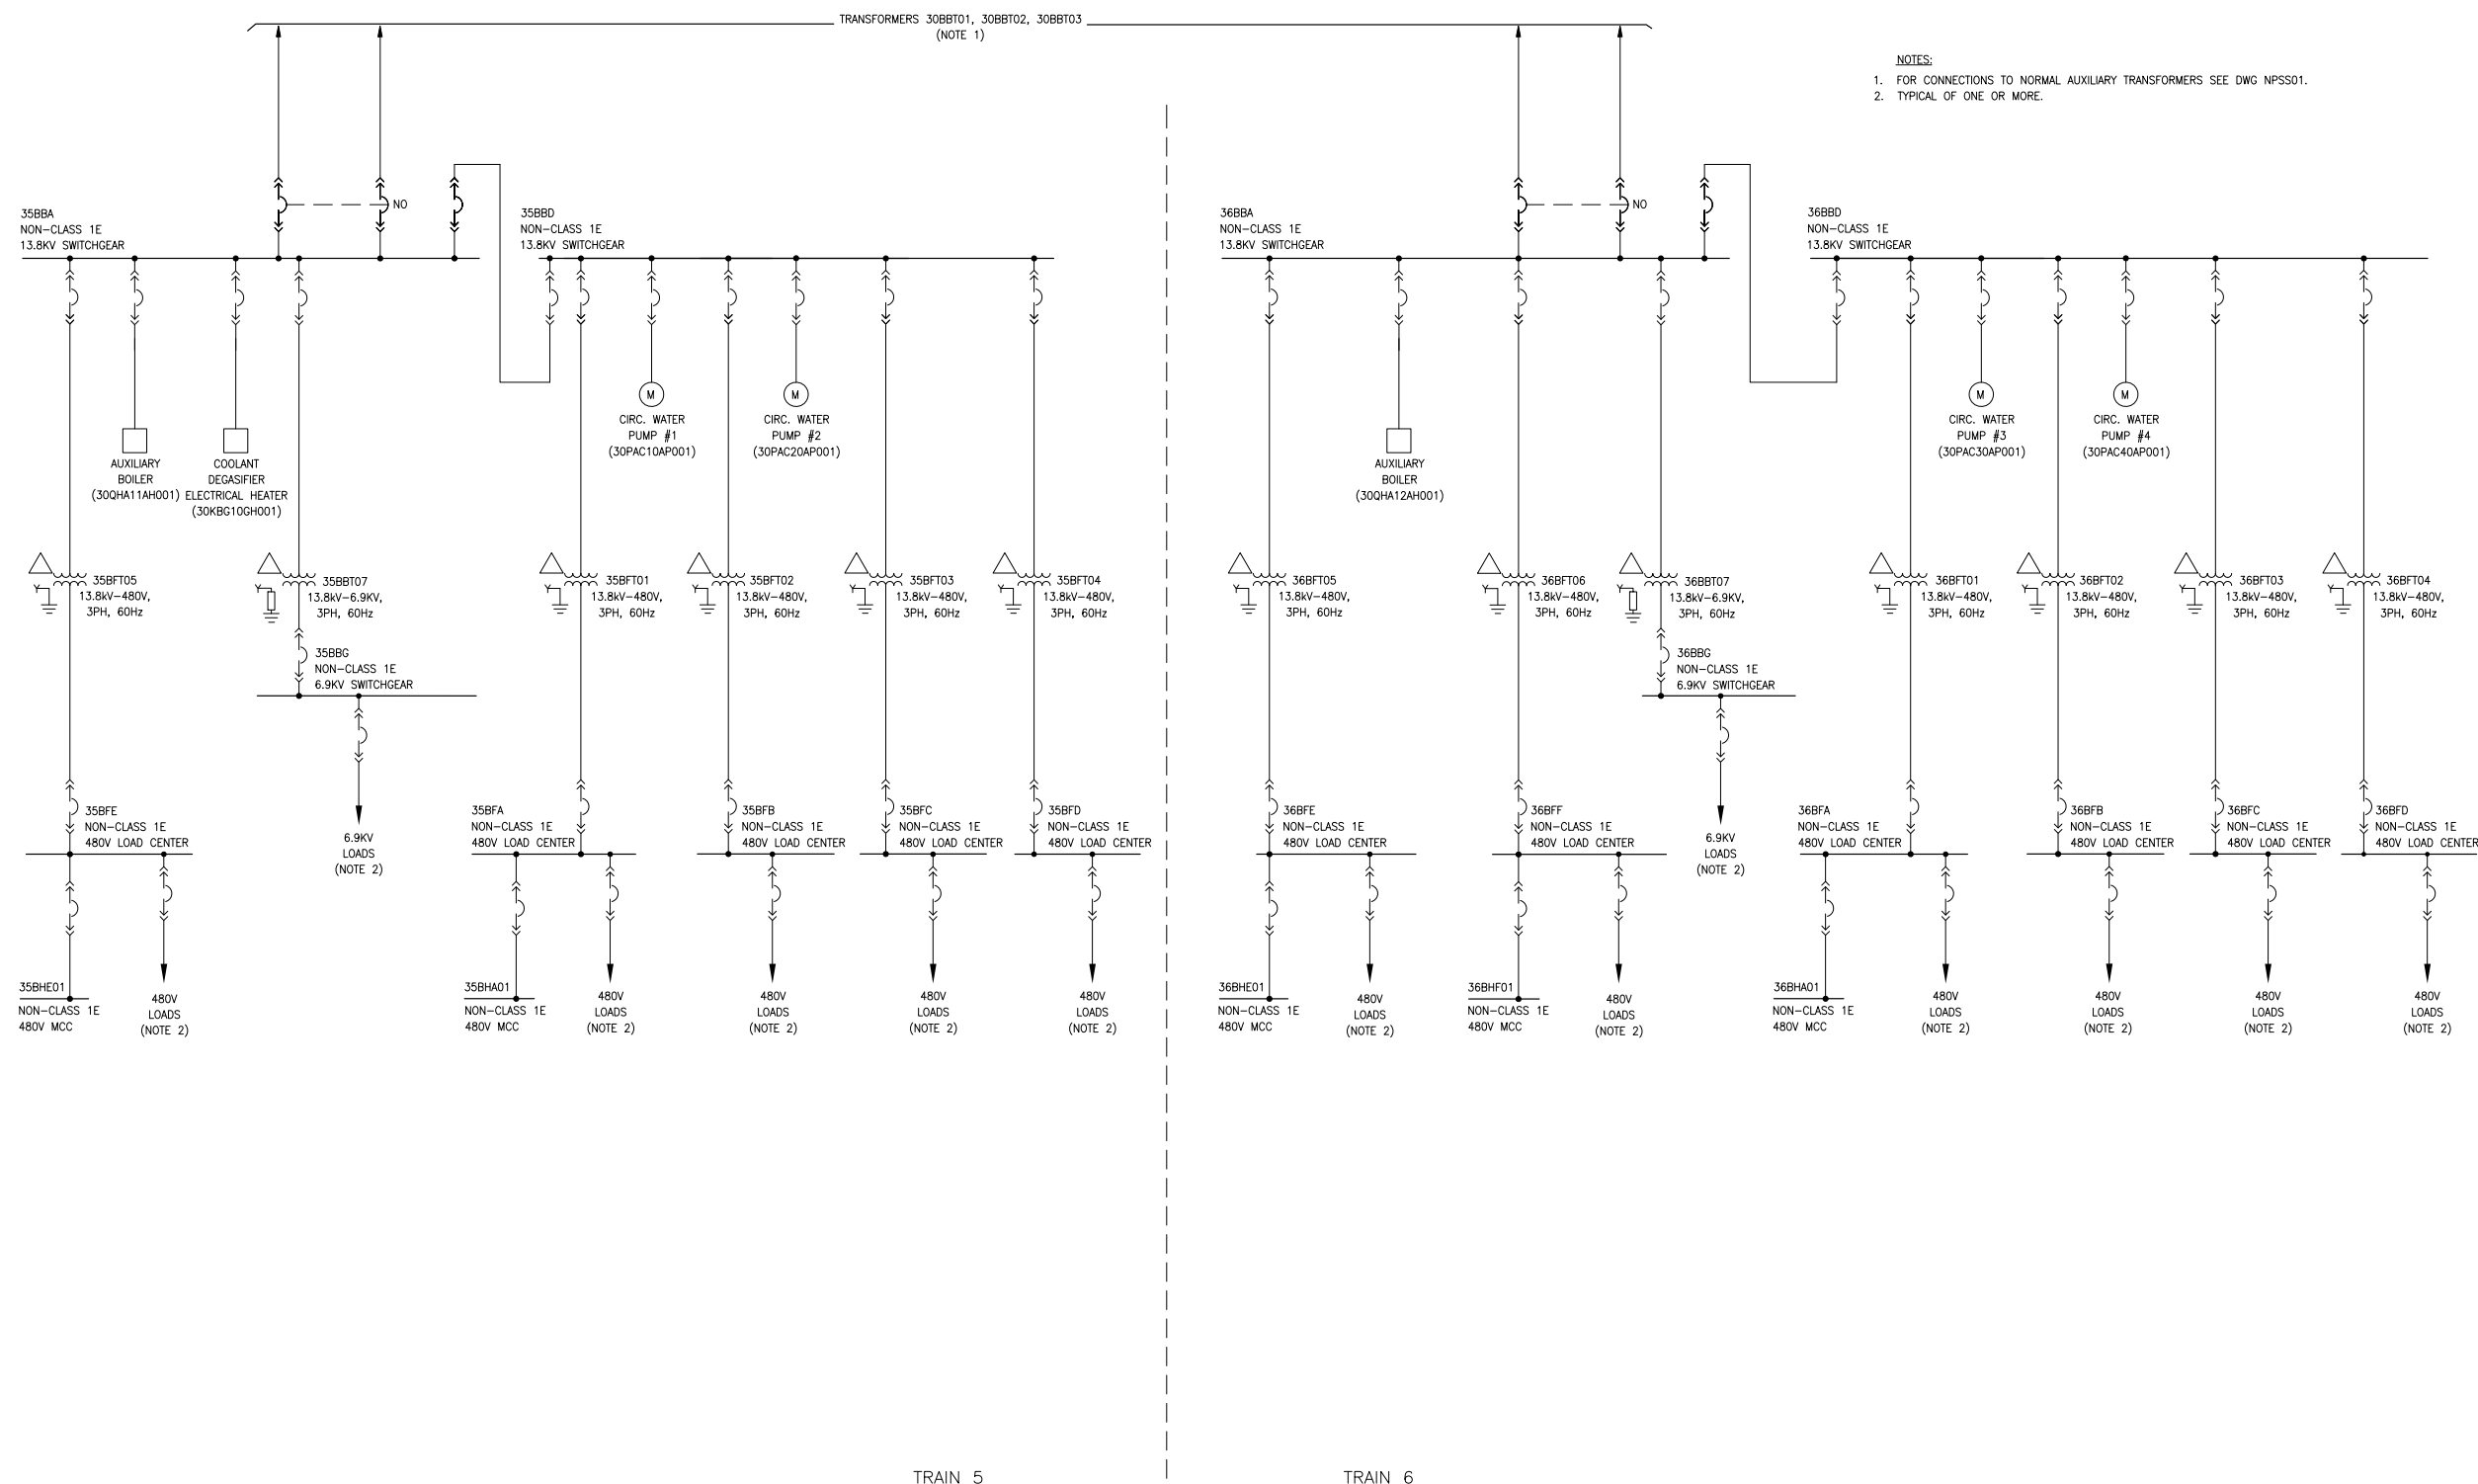 TRANSFORMERS 30BBT01, 30BBT02, 30BBT03
(NOTE 1)
NOTES:
1. FOR CONNECTIONS TO NORMAL AUXILIARY TRANSFORMERS SEE DWG NPSS01.
2. TYPICAL OF ONE OR MORE.
35BBA
NON-CLASS 1E
13.8KV SWITCHGEAR
NO
35BBD
NON-CLASS 1E
13.8KV SWITCHGEAR
36BBA
NON-CLASS 1E
13.8KV SWITCHGEAR
NO
36BBD
NON-CLASS 1E
13.8KV SWITCHGEAR
AUXILIARY
BOILER
(30QHA11AH001)
COOLANT
DEGASIFIER
ELECTRICAL HEATER
(30KBG10GH001)
M
CIRC. WATER
PUMP #1
(30PAC10AP001)
M
CIRC. WATER
PUMP #2
(30PAC20AP001)
AUXILIARY
BOILER
(30QHA12AH001)
M
CIRC. WATER
PUMP #3
(30PAC30AP001)
M
CIRC. WATER
PUMP #4
(30PAC40AP001)
Y
35BFT05
13.8kV-480V,
3PH, 60Hz
Y
35BBT07
13.8kV-6.9KV,
3PH, 60Hz
Y
35BFT01
13.8kV-480V,
3PH, 60Hz
Y
35BFT02
13.8kV-480V,
3PH, 60Hz
Y
35BFT03
13.8kV-480V,
3PH, 60Hz
Y
35BFT04
13.8kV-480V,
3PH, 60Hz
Y
36BFT05
13.8kV-480V,
3PH, 60Hz
Y
36BFT06
13.8kV-480V,
3PH, 60Hz
Y
36BBT07
13.8kV-6.9KV,
3PH, 60Hz
Y
36BFT01
13.8kV-480V,
3PH, 60Hz
Y
36BFT02
13.8kV-480V,
3PH, 60Hz
Y
36BFT03
13.8kV-480V,
3PH, 60Hz
Y
36BFT04
13.8kV-480V,
3PH, 60Hz
35BBG
NON-CLASS 1E
6.9KV SWITCHGEAR
36BBG
NON-CLASS 1E
6.9KV SWITCHGEAR
35BFE
NON-CLASS 1E
480V LOAD CENTER
6.9KV
LOADS
(NOTE 2)
35BFA
NON-CLASS 1E
480V LOAD CENTER
35BFB
NON-CLASS 1E
480V LOAD CENTER
35BFC
NON-CLASS 1E
480V LOAD CENTER
35BFD
NON-CLASS 1E
480V LOAD CENTER
36BFE
NON-CLASS 1E
480V LOAD CENTER
36BFF
NON-CLASS 1E
480V LOAD CENTER
6.9KV
LOADS
(NOTE 2)
36BFA
NON-CLASS 1E
480V LOAD CENTER
36BFB
NON-CLASS 1E
480V LOAD CENTER
36BFC
NON-CLASS 1E
480V LOAD CENTER
36BFD
NON-CLASS 1E
480V LOAD CENTER
35BHE01
NON-CLASS 1E
480V MCC
480V
LOADS
(NOTE 2)
35BHA01
NON-CLASS 1E
480V MCC
480V
LOADS
(NOTE 2)
480V
LOADS
(NOTE 2)
480V
LOADS
(NOTE 2)
480V
LOADS
(NOTE 2)
36BHE01
NON-CLASS 1E
480V MCC
480V
LOADS
(NOTE 2)
36BHF01
NON-CLASS 1E
480V MCC
480V
LOADS
(NOTE 2)
36BHA01
NON-CLASS 1E
480V MCC
480V
LOADS
(NOTE 2)
480V
LOADS
(NOTE 2)
480V
LOADS
(NOTE 2)
480V
LOADS
(NOTE 2)
TRAIN 5
TRAIN 6